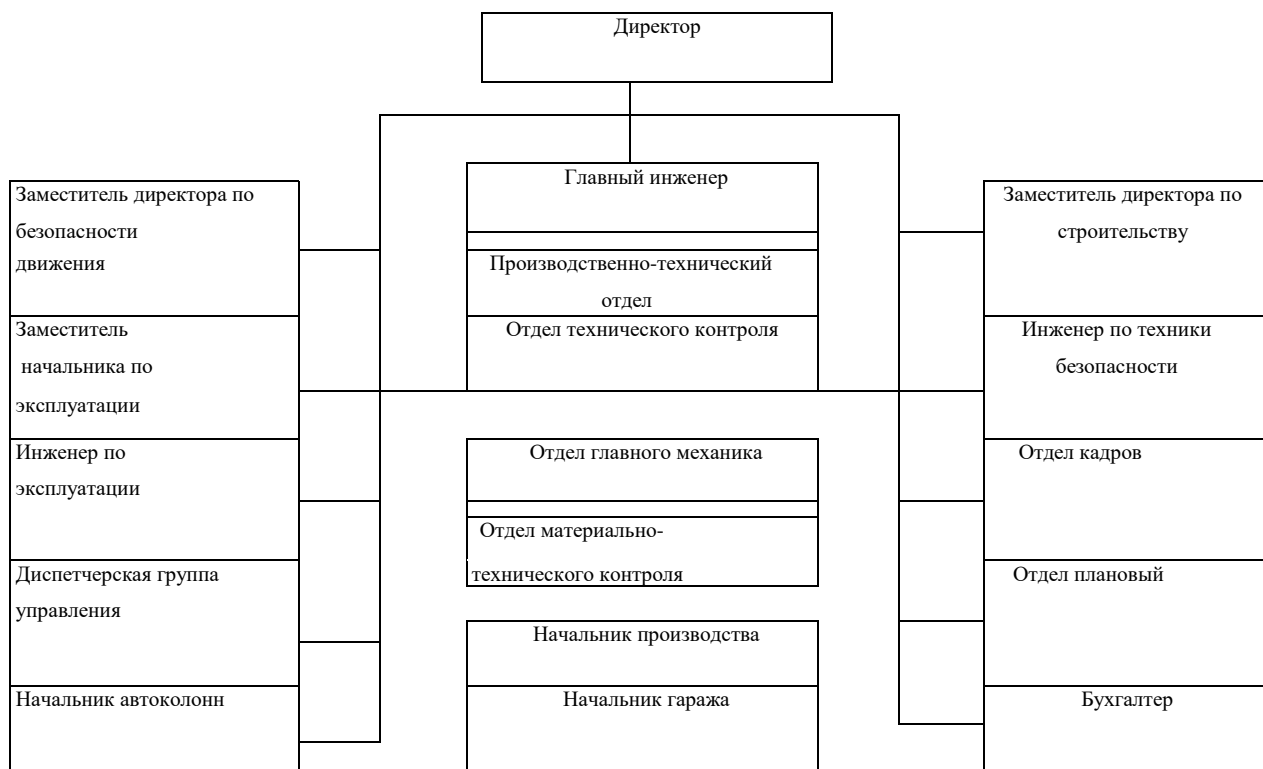 Директор
Главный инженер
Заместитель директора по
безопасности
движения
Заместитель директора по
строительству
Производственно-технический
отдел
Заместитель
начальника по
эксплуатации
Отдел технического контроля
Инженер по техники
безопасности
Инженер по
эксплуатации
Отдел главного механика
Отдел кадров
Отдел материально-
технического контроля
Диспетчерская группа
управления
Отдел плановый
Начальник производства
Начальник автоколонн
Начальник гаража
Бухгалтер